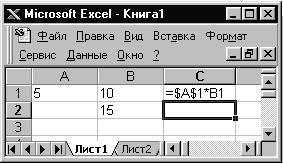 Microsoft Excel - Книга1
Файл Правка Вид Вставка Формат
Сервис Данные Окно ?
A B C
1 5 10 =$A$1*B1
2 15
Лист1 Лист2